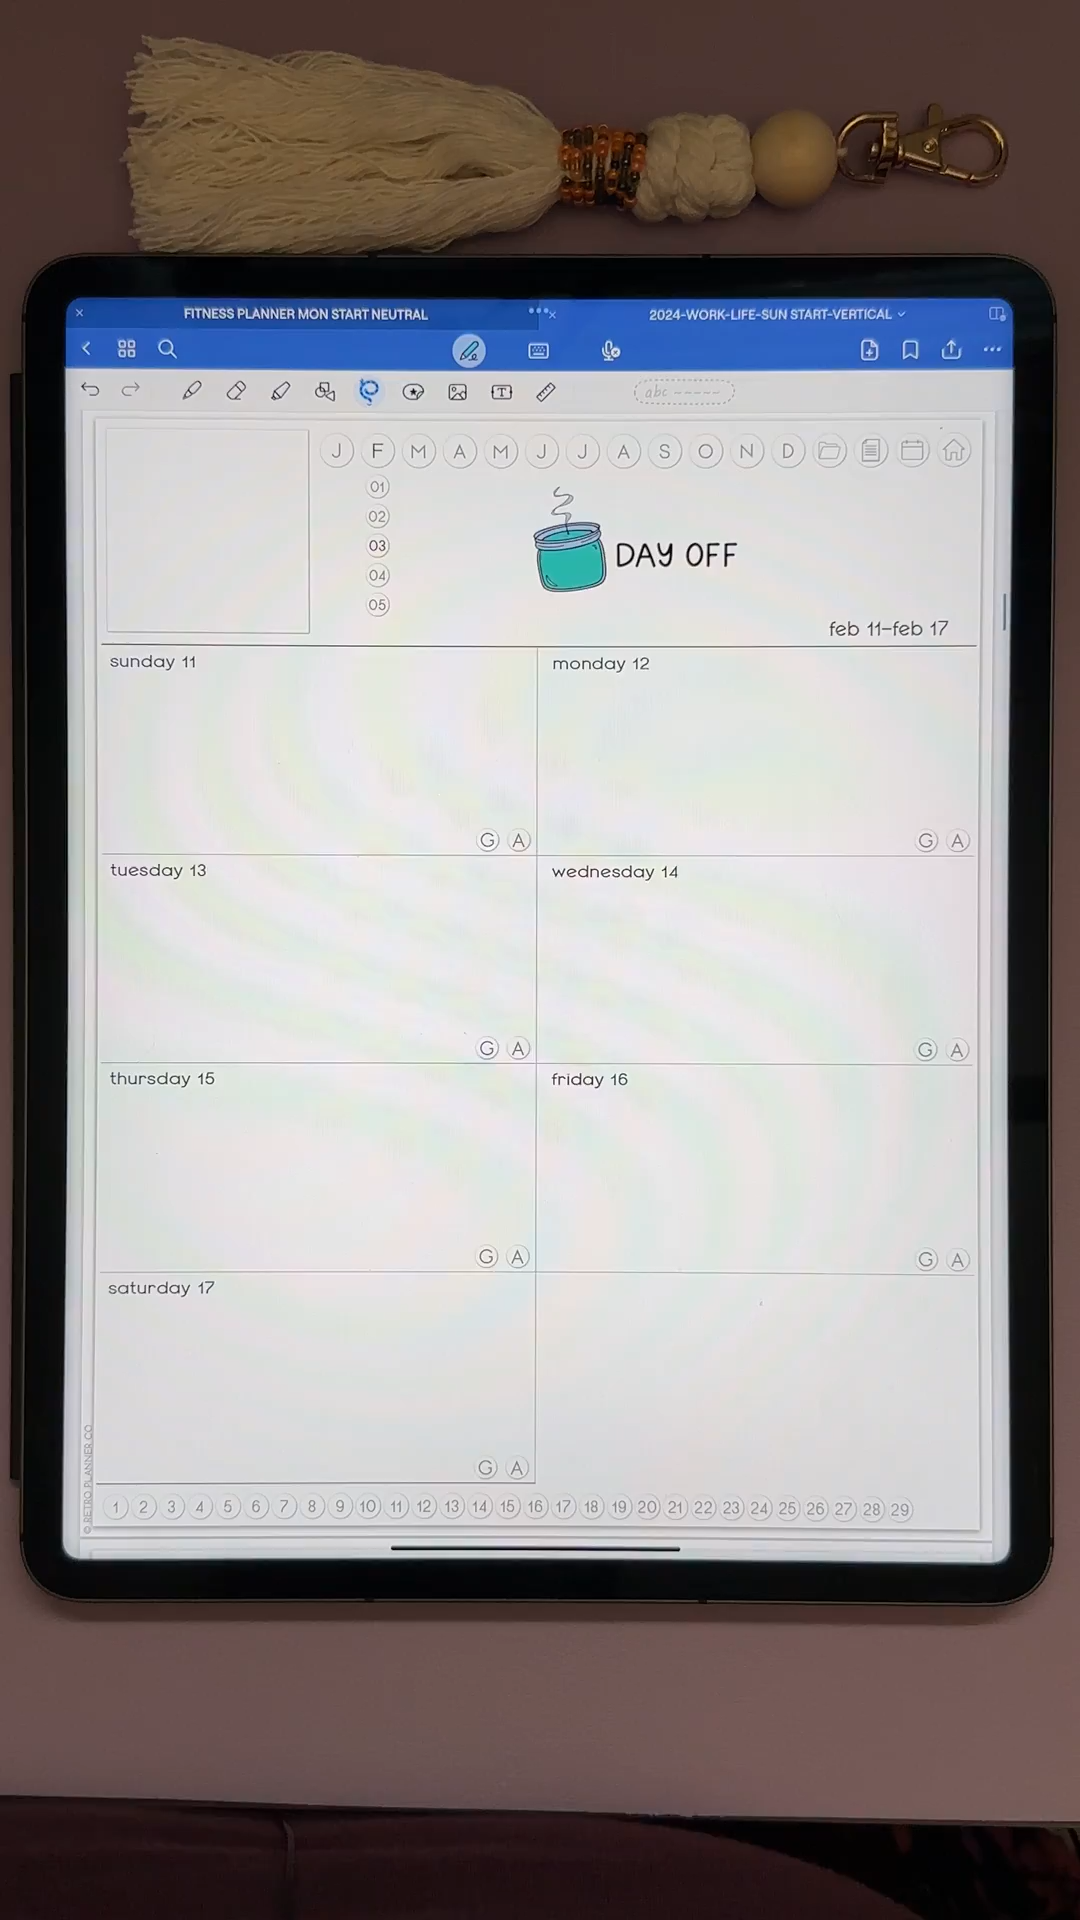 FITNESS PLANNER MON START NEUTRAL
2024-WORK-LIFE-SUN START-VERTICAL
abc
J F M A M J J A S O N D
01
02
03
04
05
DAY OFF
feb 11-feb 17
sunday 11
monday 12
G A
G A
tuesday 13
wednesday 14
G A
G A
thursday 15
friday 16
G A
G A
saturday 17
G A
© RETRO PLANNER CO
1 2 3 4 5 6 7 8 9 10 11 12 13 14 15 16 17 18 19 20 21 22 23 24 25 26 27 28 29